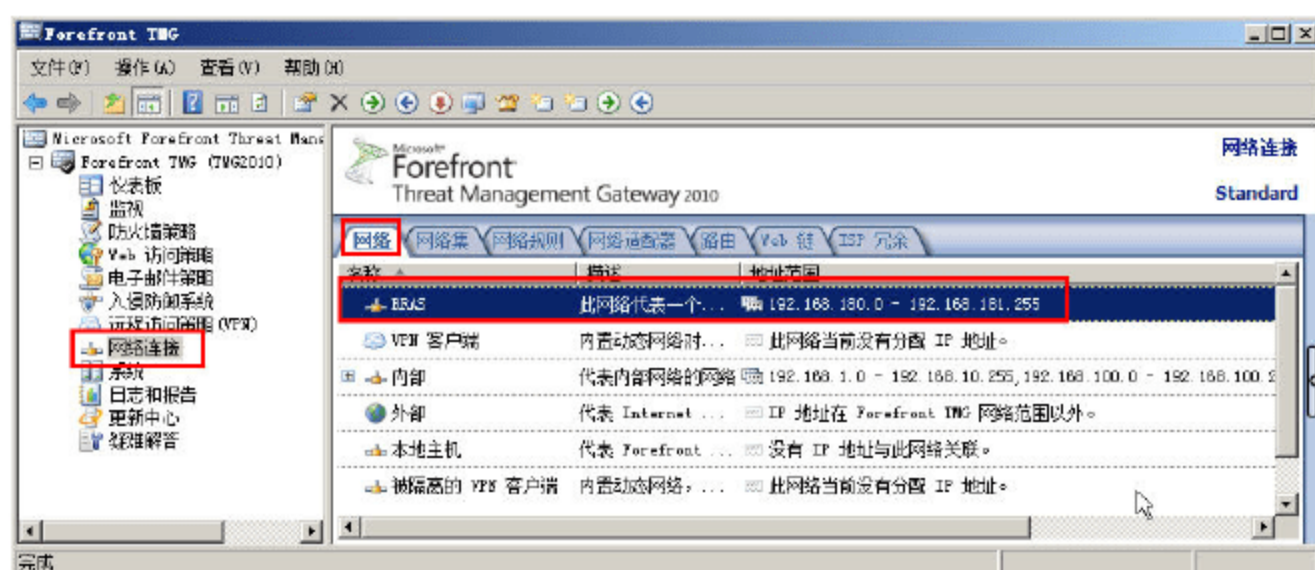 Forefront TMG
文件(F) 操作(A) 查看(V) 帮助(H)
Microsoft Forefront Threat Mana
Forefront TMG (TMG2010)
仪表板
监视
防火墙策略
Web 访问策略
电子邮件策略
入侵防御系统
远程访问策略 (VPN)
网络连接
系统
日志和报告
更新中心
疑难解答
Microsoft
Forefront
Threat Management Gateway 2010
网络连接
Standard
网络 网络集 网络规则 网络适配器 路由 Web 链 ISP 冗余
名称 描述 地址范围
RRAS 此网络代表一个... 192.168.180.0 - 192.168.181.255
VPN 客户端 内置动态网络对... 此网络当前没有分配 IP 地址。
内部 代表内部网络的网络 192.168.1.0 - 192.168.10.255, 192.168.100.0 - 192.168.100.2
外部 代表 Internet ... IP 地址在 Forefront TMG 网络范围以外。
本地主机 代表 Forefront ... 没有 IP 地址与此网络关联。
被隔离的 VPN 客户端 内置动态网络，... 此网络当前没有分配 IP 地址。
完成